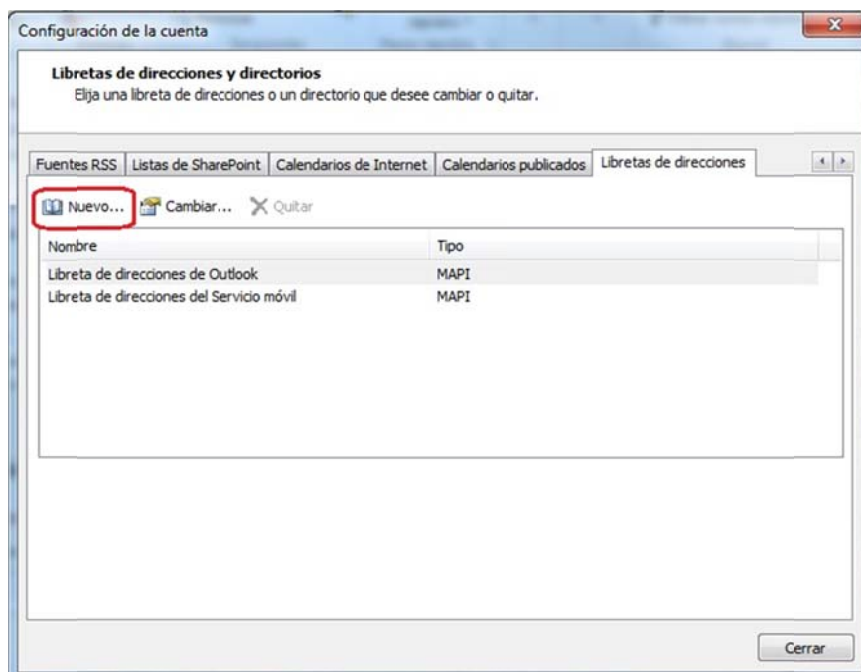 Configuración de la cuenta
Libretas de direcciones y directorios
Elija una libreta de direcciones o un directorio que desee cambiar o quitar.
Fuentes RSS Listas de SharePoint Calendarios de Internet Calendarios publicados Libretas de direcciones
Nuevo... Cambiar... Quitar
Nombre Tipo
Libreta de direcciones de Outlook MAPI
Libreta de direcciones del Servicio móvil MAPI
Cerrar